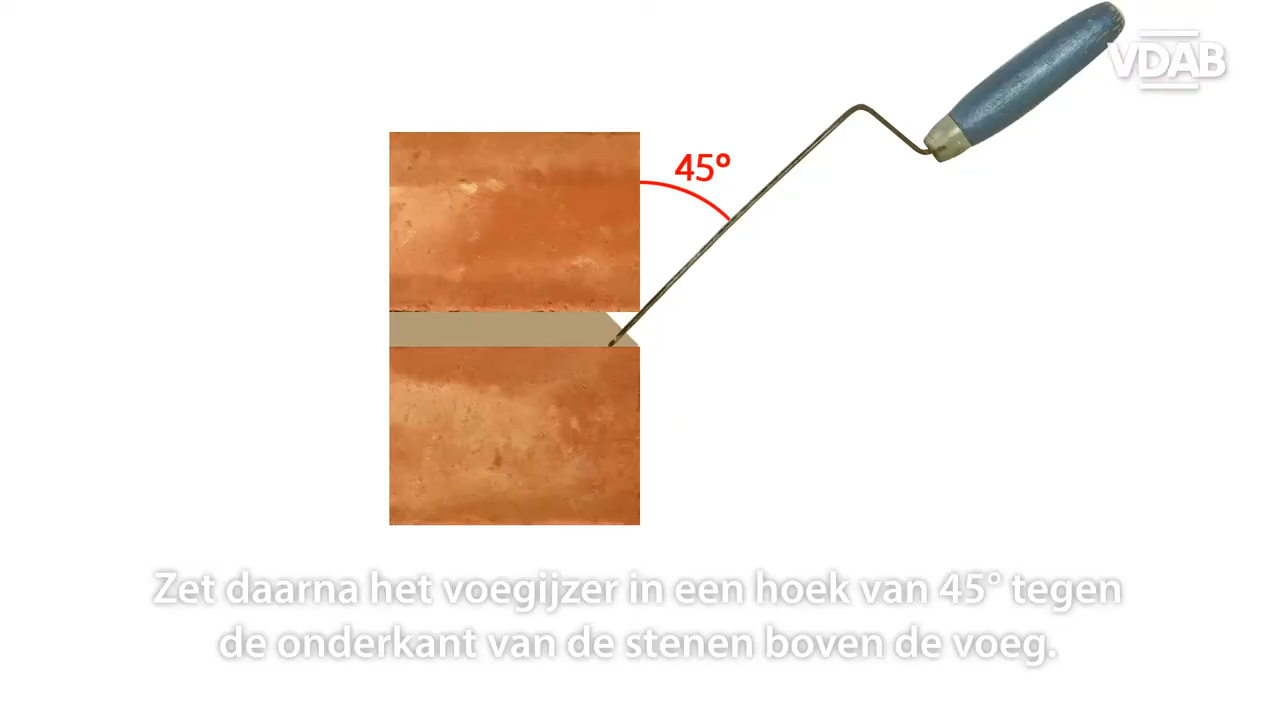 VDAB
45°
Zet daarna het voegijzer in een hoek van 45° tegen
de onderkant van de stenen boven de voeg.